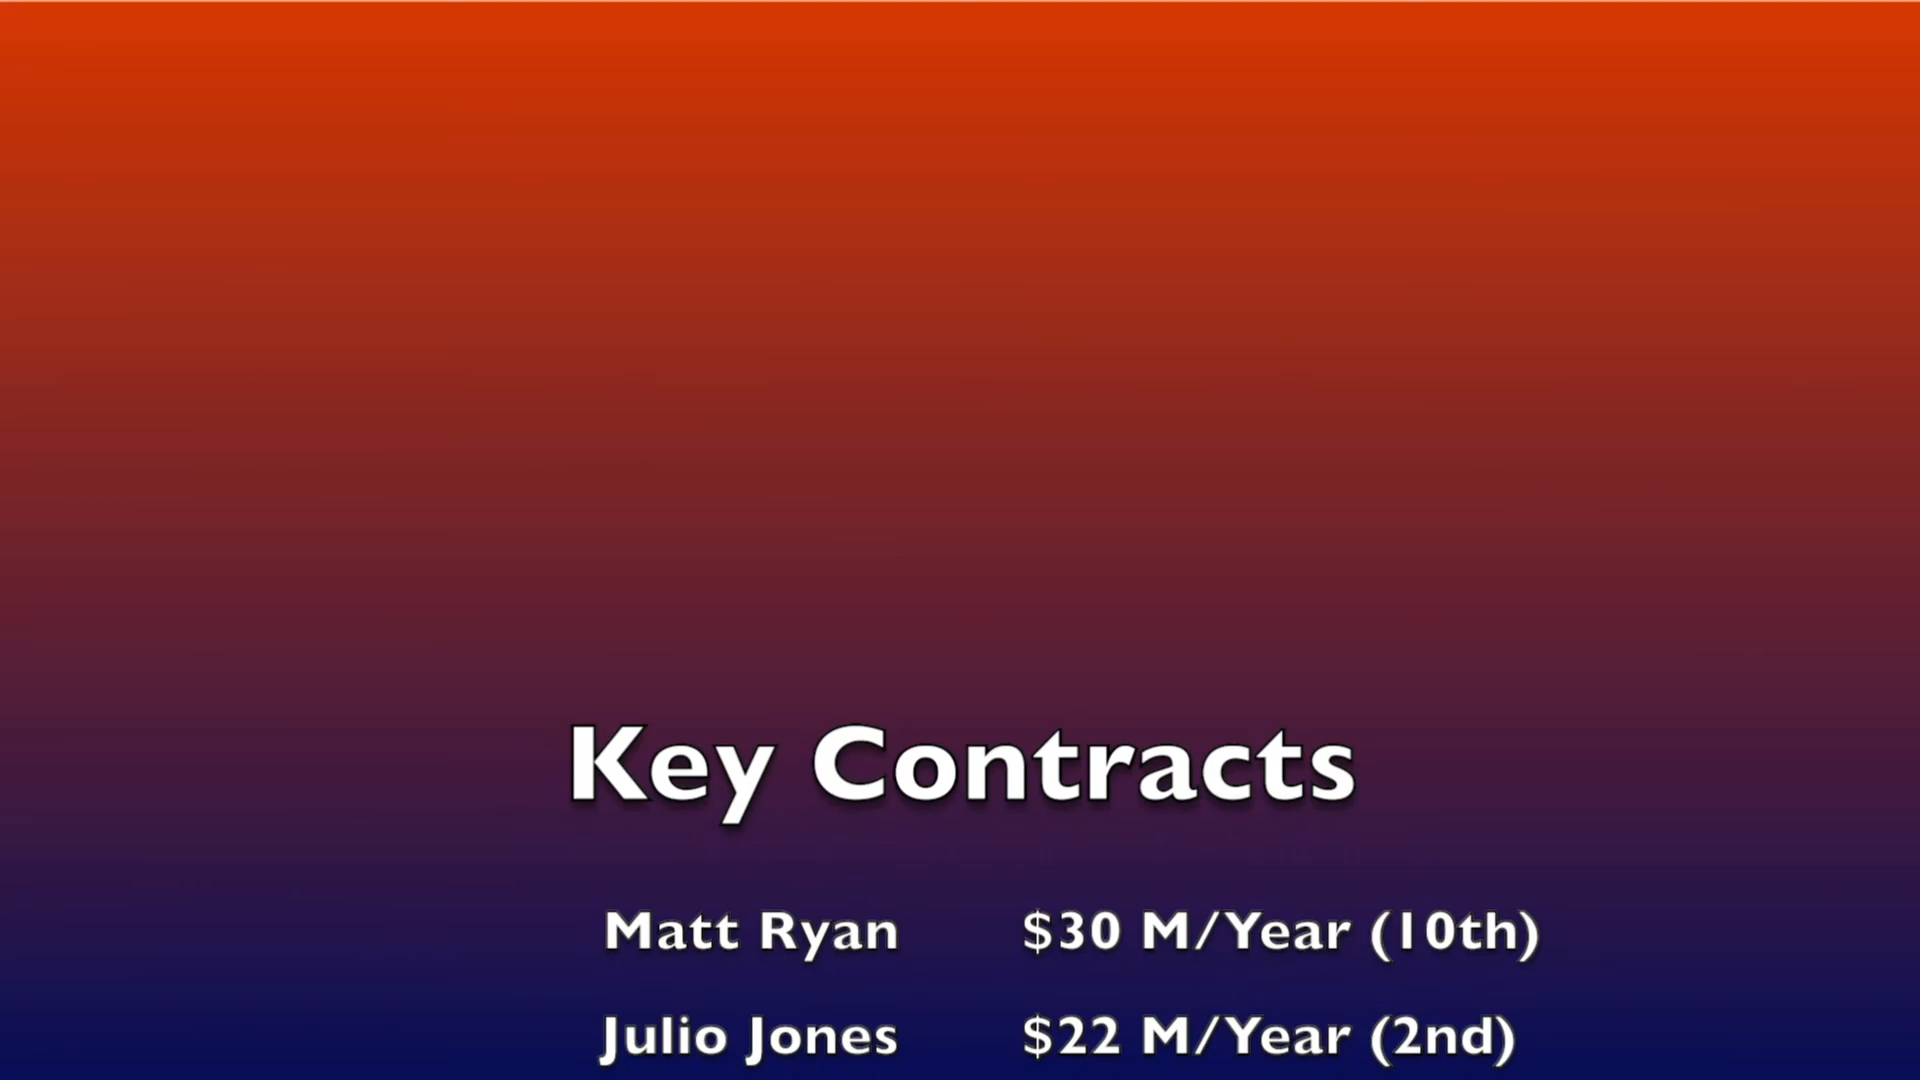 Key Contracts
Matt Ryan $30 M/Year (10th)
Julio Jones $22 M/Year (2nd)